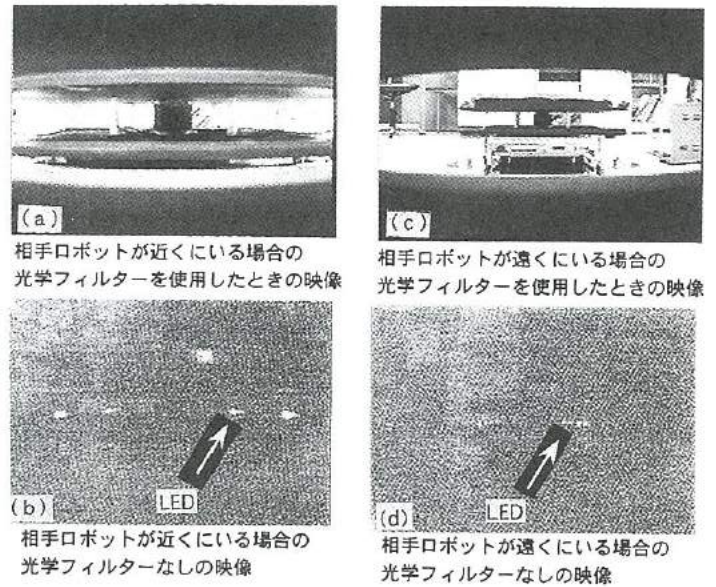 (a)
相手ロボットが近くにいる場合の
光学フィルターを使用したときの映像
(c)
相手ロボットが遠くにいる場合の
光学フィルターを使用したときの映像
LED
(b)
相手ロボットが近くにいる場合の
光学フィルターなしの映像
LED
(d)
相手ロボットが遠くにいる場合の
光学フィルターなしの映像